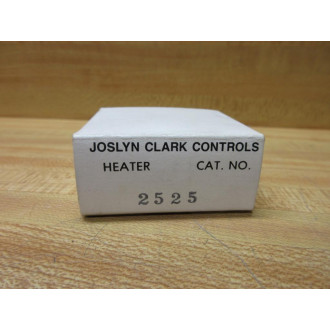 JOSLYN CLARK CONTROLS
HEATER CAT. NO.
2525